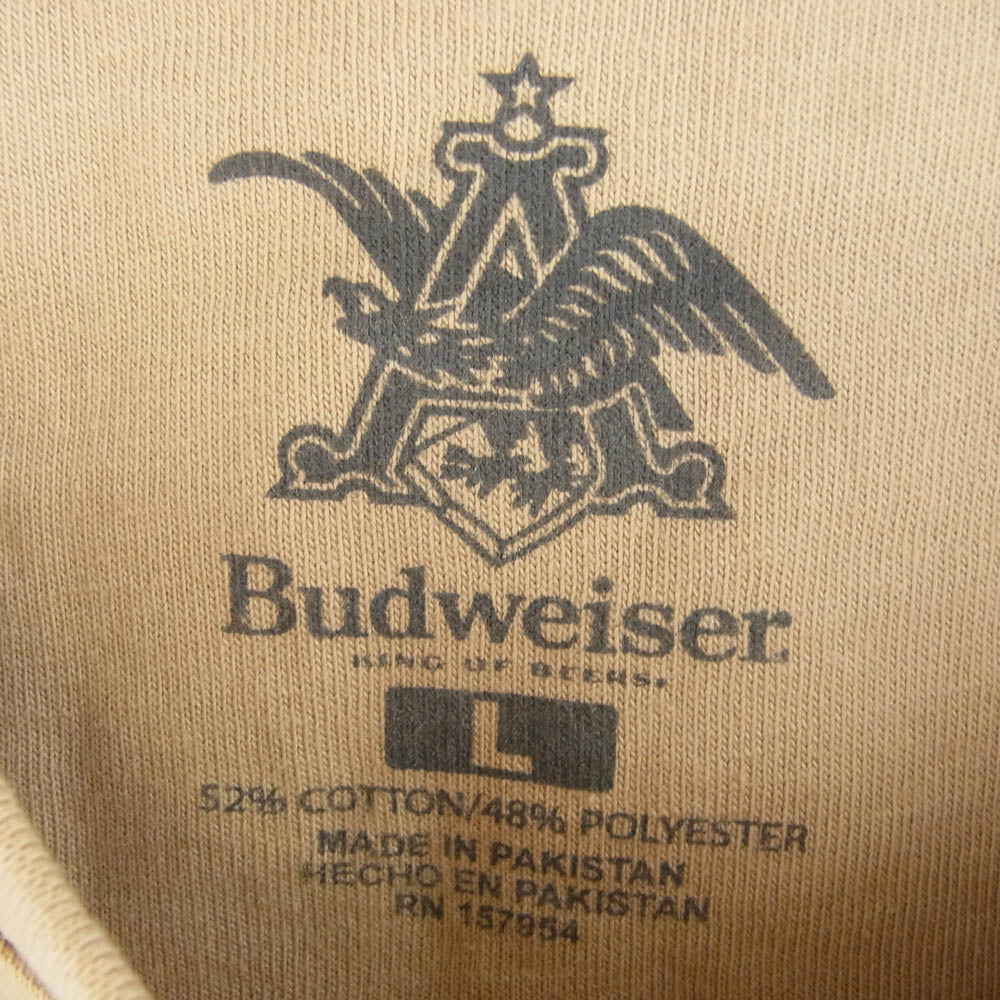 A
Budweiser
KING OF BEERS.
L
52% COTTON/48% POLYESTER
MADE IN PAKISTAN
HECHO EN PAKISTAN
RN 157954